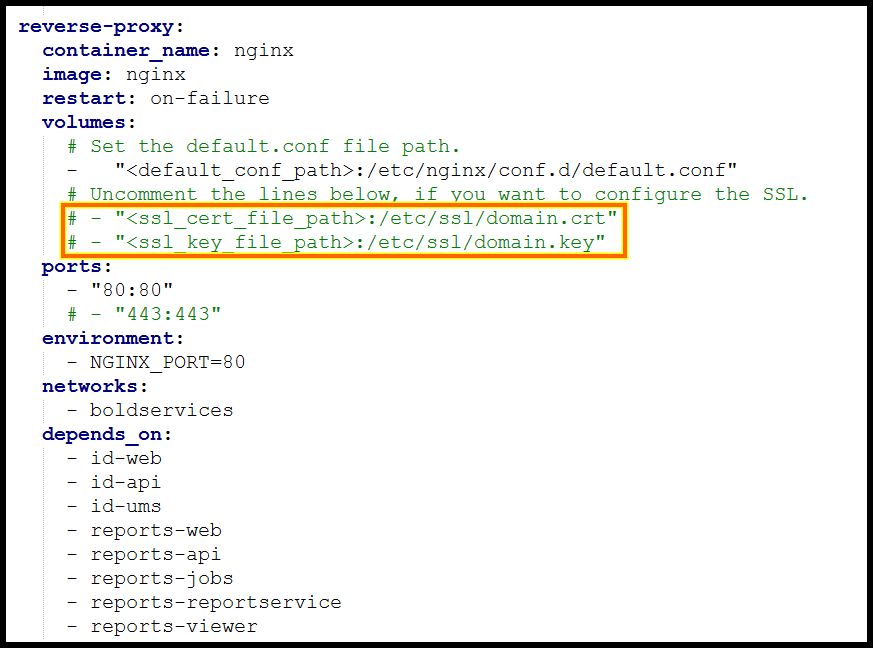 reverse-proxy:
  container_name: nginx
  image: nginx
  restart: on-failure
  volumes:
    # Set the default.conf file path.
    -   "<default_conf_path>:/etc/nginx/conf.d/default.conf"
    # Uncomment the lines below, if you want to configure the SSL.
    # - "<ssl_cert_file_path>:/etc/ssl/domain.crt"
    # - "<ssl_key_file_path>:/etc/ssl/domain.key"
  ports:
    - "80:80"
    # - "443:443"
  environment:
    - NGINX_PORT=80
  networks:
    - boldservices
  depends_on:
    - id-web
    - id-api
    - id-ums
    - reports-web
    - reports-api
    - reports-jobs
    - reports-reportservice
    - reports-viewer